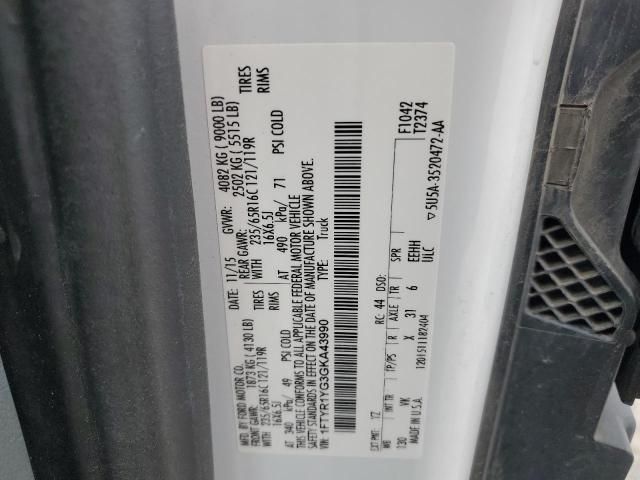 MFD. BY FORD MOTOR CO.
DATE: 11/15
GVWR: 4082 KG ( 9000 LB)
FRONT GAWR: 1873 KG ( 4130 LB)
REAR GAWR: 2502 KG ( 5515 LB)
WITH 235/65R16C 121/119R TIRES
WITH 235/65R16C 121/119R TIRES
16X6.5J RIMS
16X6.5J RIMS
AT 340 kPa/ 49 PSI COLD
AT 490 kPa/ 71 PSI COLD
THIS VEHICLE CONFORMS TO ALL APPLICABLE FEDERAL MOTOR VEHICLE
SAFETY STANDARDS IN EFFECT ON THE DATE OF MANUFACTURE SHOWN ABOVE.
VIN: 1FTYR1YG3GKA43990
TYPE: Truck
F1042
T2374
EXT PNT: YZ RC: 44 DSO:
WB INT TR TP/PS R AXLE TR SPR
130 VK X 31 6 EEHH
MADE IN U.S.A. 1201511182404 ULC
5U5A-3520472-AA